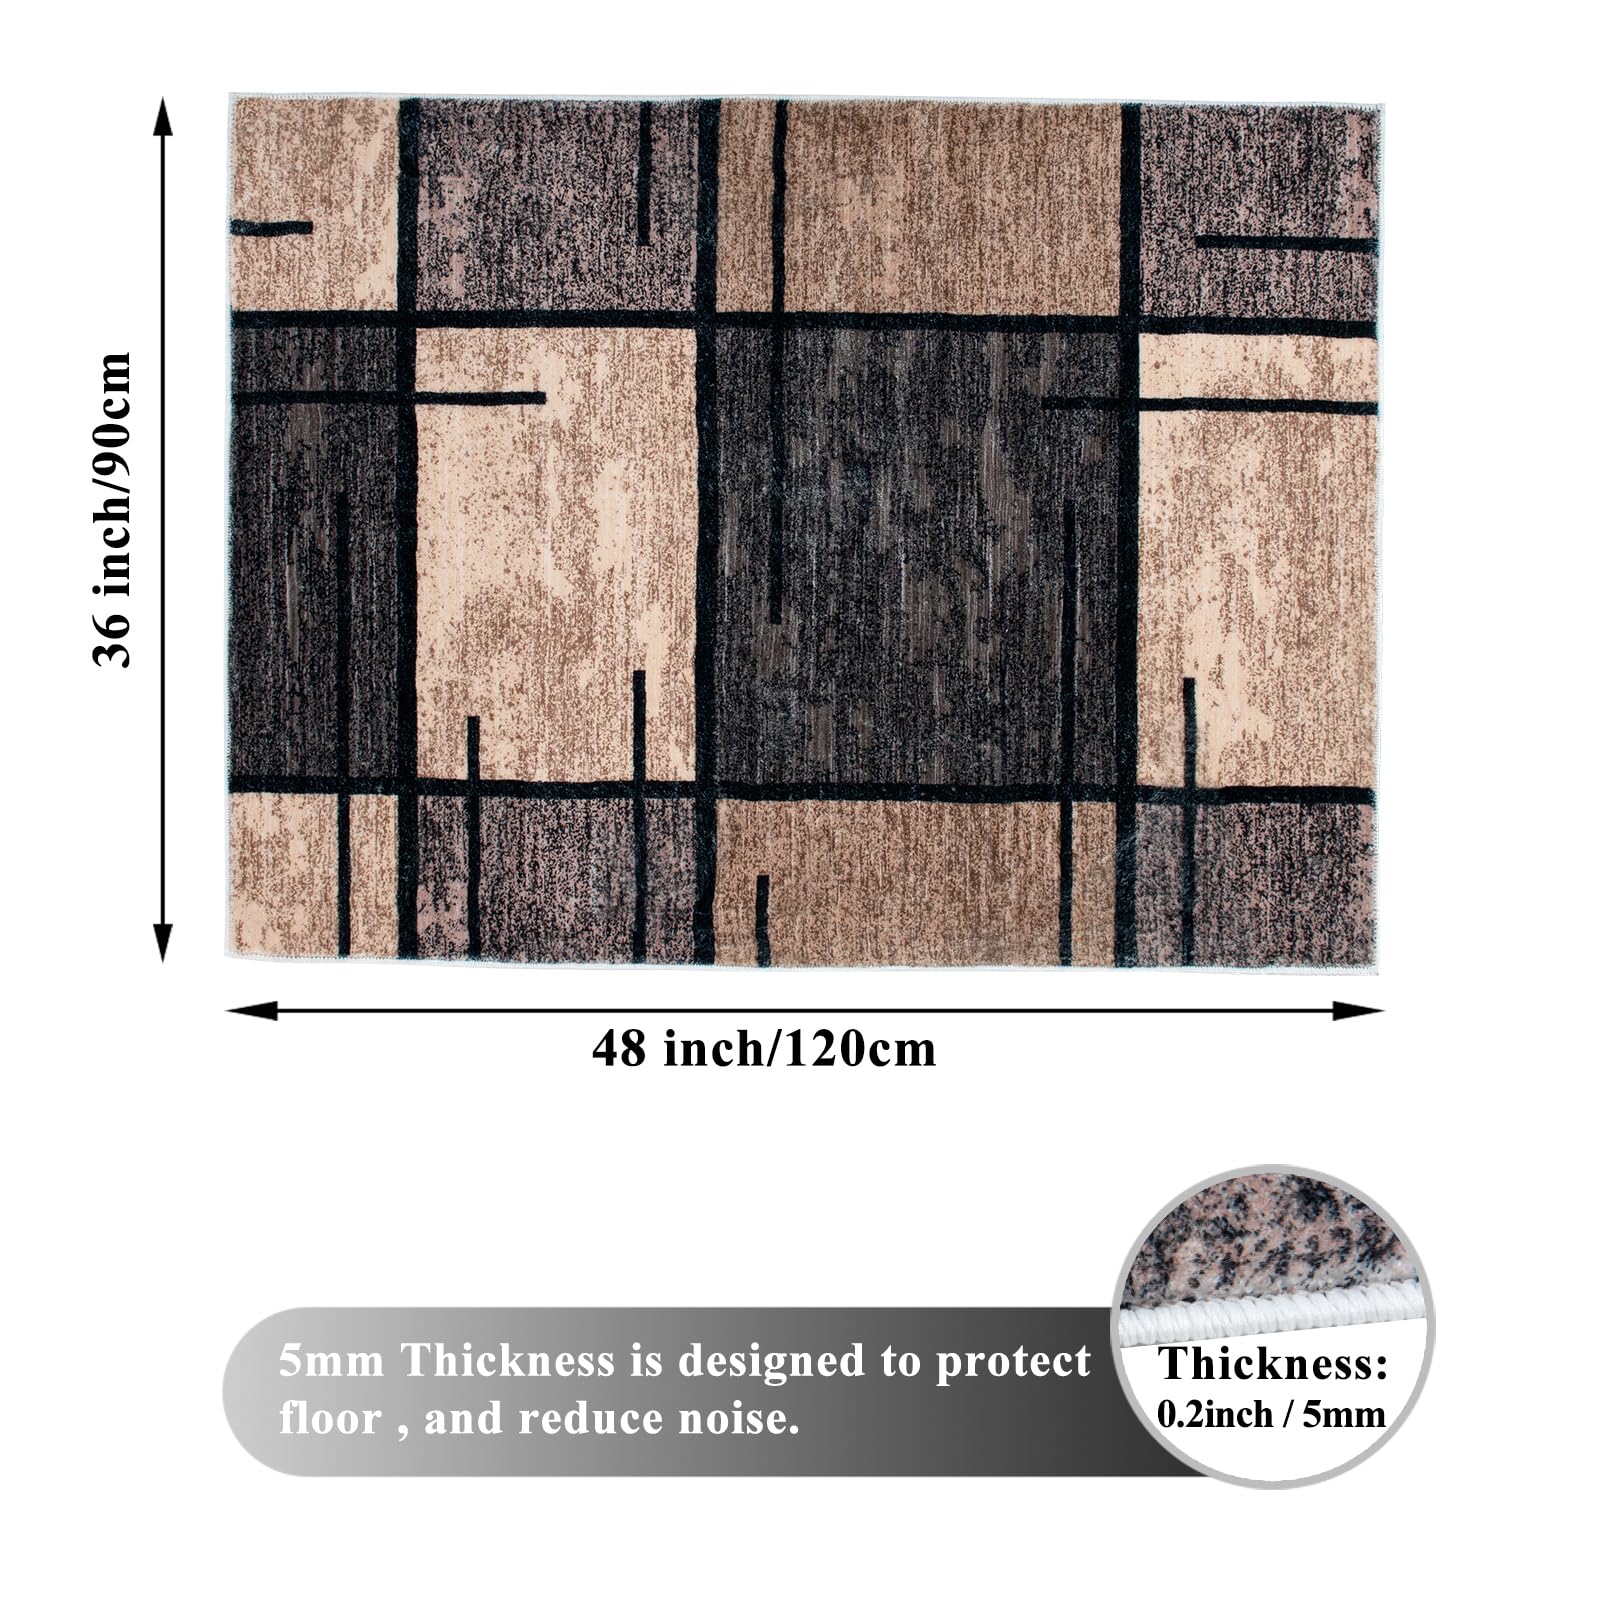 36 inch/90cm
48 inch/120cm
5mm Thickness is designed to protect
floor , and reduce noise.
Thickness:
0.2inch / 5mm